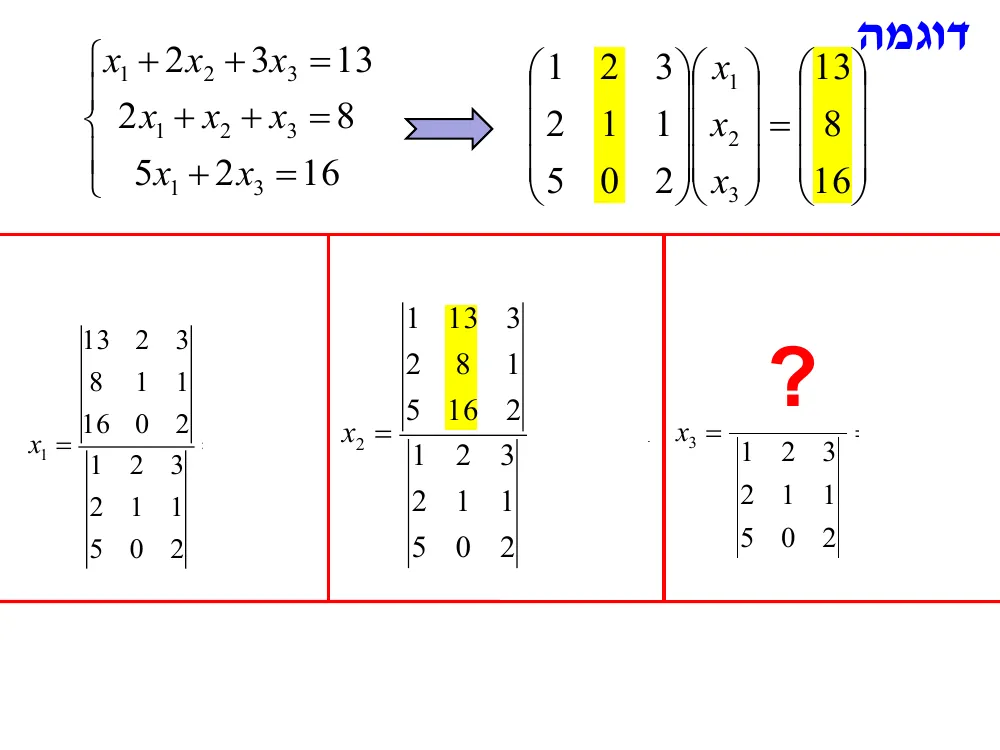 דוגמה
x₁ + 2x₂ + 3x₃ = 13
2x₁ + x₂ + x₃ = 8
5x₁ + 2x₃ = 16
1 2 3 x₁ 13
2 1 1 x₂ = 8
5 0 2 x₃ 16
13 2 3
8 1 1
16 0 2
x₁ =
1 2 3
2 1 1
5 0 2
1 13 3
2 8 1
5 16 2
x₂ =
1 2 3
2 1 1
5 0 2
?
x₃ = =
1 2 3
2 1 1
5 0 2